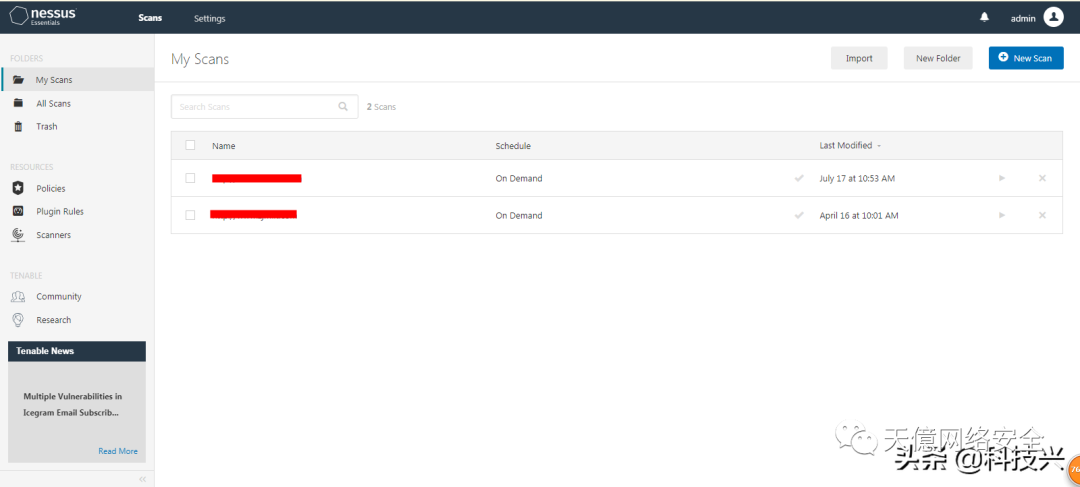 nessus
Essentials
Scans
Settings
admin
FOLDERS
My Scans
All Scans
Trash
RESOURCES
Policies
Plugin Rules
Scanners
TENABLE
Community
Research
Tenable News
Multiple Vulnerabilities in
Icegram Email Subscrib...
Read More
My Scans
Import
New Folder
New Scan
Search Scans
2 Scans
Name
Schedule
Last Modified
On Demand
July 17 at 10:53 AM
On Demand
April 16 at 10:01 AM
天億网络安全
头条 @科技兴